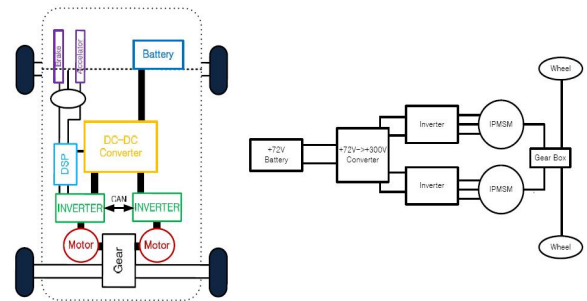 Brake
Accelator
Battery
DC-DC
Converter
DSP
INVERTER
CAN
INVERTER
Motor
Gear
Motor
+72V
Battery
+72V->+300V
Converter
Inverter
Inverter
IPMSM
IPMSM
Wheel
Gear Box
Wheel